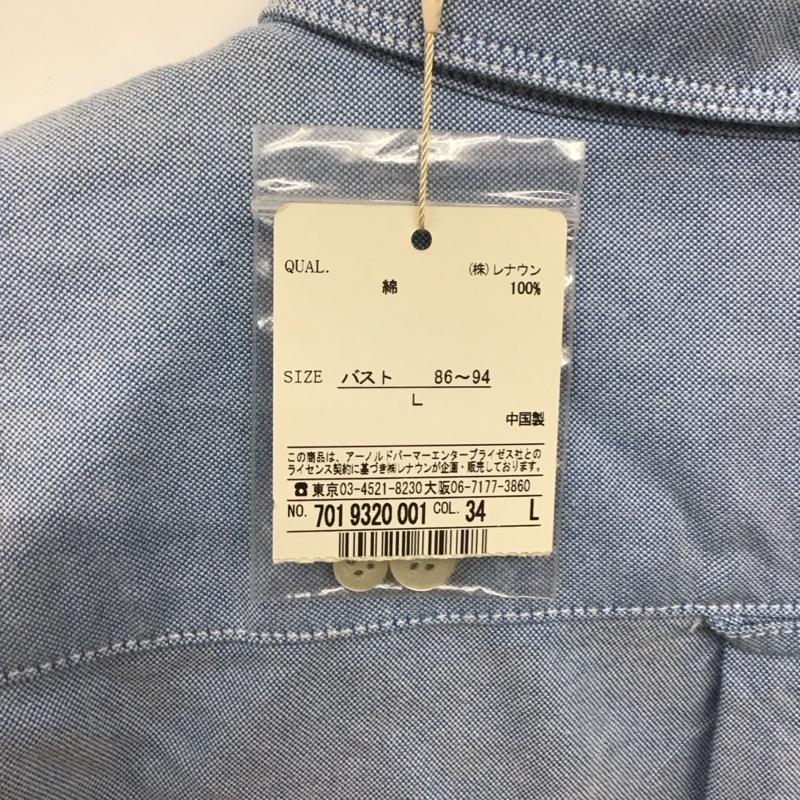 QUAL. (株)レナウン
綿 100%
SIZE バスト 86〜94
L
中国製
この商品は、アーノルドパーマーエンタープライゼス社との
ライセンス契約に基づき㈱レナウンが企画・販売しております。
☎東京03-4521-8230大阪06-7177-3860
NO. 701 9320 001 COL. 34 L